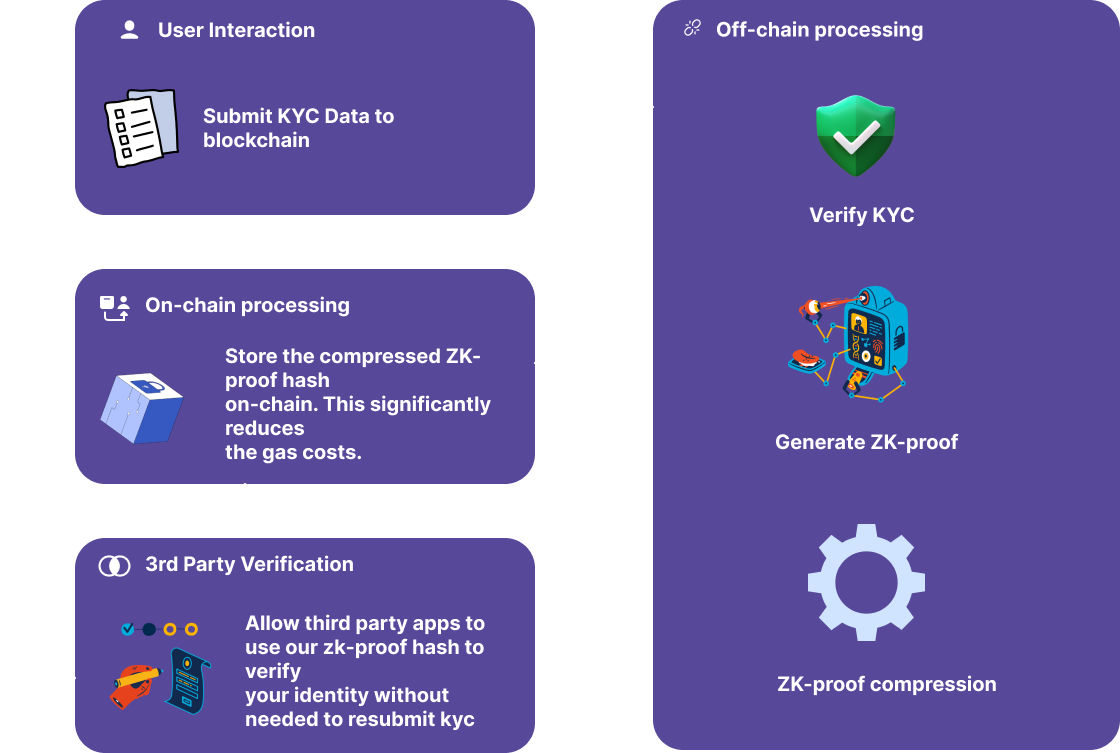 User Interaction
Submit KYC Data to
blockchain
On-chain processing
Store the compressed ZK-
proof hash
on-chain. This significantly
reduces
the gas costs.
3rd Party Verification
Allow third party apps to
use our zk-proof hash to
verify
your identity without
needed to resubmit kyc
Off-chain processing
Verify KYC
Generate ZK-proof
ZK-proof compression